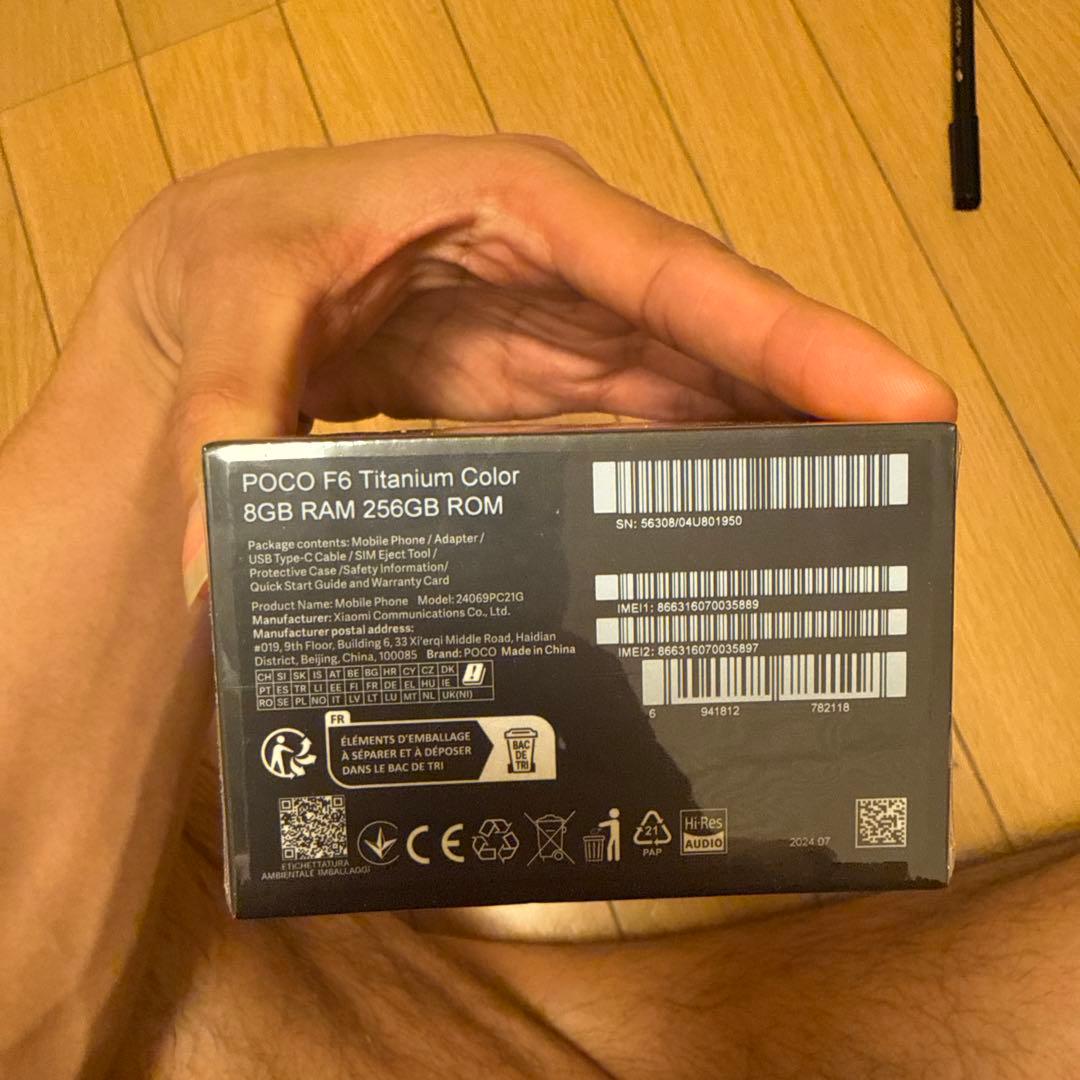 POCO F6 Titanium Color
8GB RAM 256GB ROM
Package contents: Mobile Phone / Adapter /
USB Type-C Cable / SIM Eject Tool /
Protective Case /Safety Information/
Quick Start Guide and Warranty Card
Product Name: Mobile Phone Model: 24069PC21G
Manufacturer: Xiaomi Communications Co., Ltd.
Manufacturer postal address:
#019, 9th Floor, Building 6, 33 Xi'erqi Middle Road, Haidian
District, Beijing, China, 100085 Brand: POCO Made in China
CH SI SK IS AT BE BG HR CY CZ DK
PT ES TR LI EE FI FR DE EL HU IE
RO SE PL NO IT LV LT LU MT NL UK(NI)
FR
ÉLÉMENTS D'EMBALLAGE
À SÉPARER ET À DÉPOSER
DANS LE BAC DE TRI
BAC
DE
TRI
ETICHETTATURA
AMBIENTALE IMBALLAGGI
CE
21
PAP
Hi-Res
AUDIO
SN: 56308/04U801950
IMEI1: 866316070035889
IMEI2: 866316070035897
6 941812 782118
2024.07